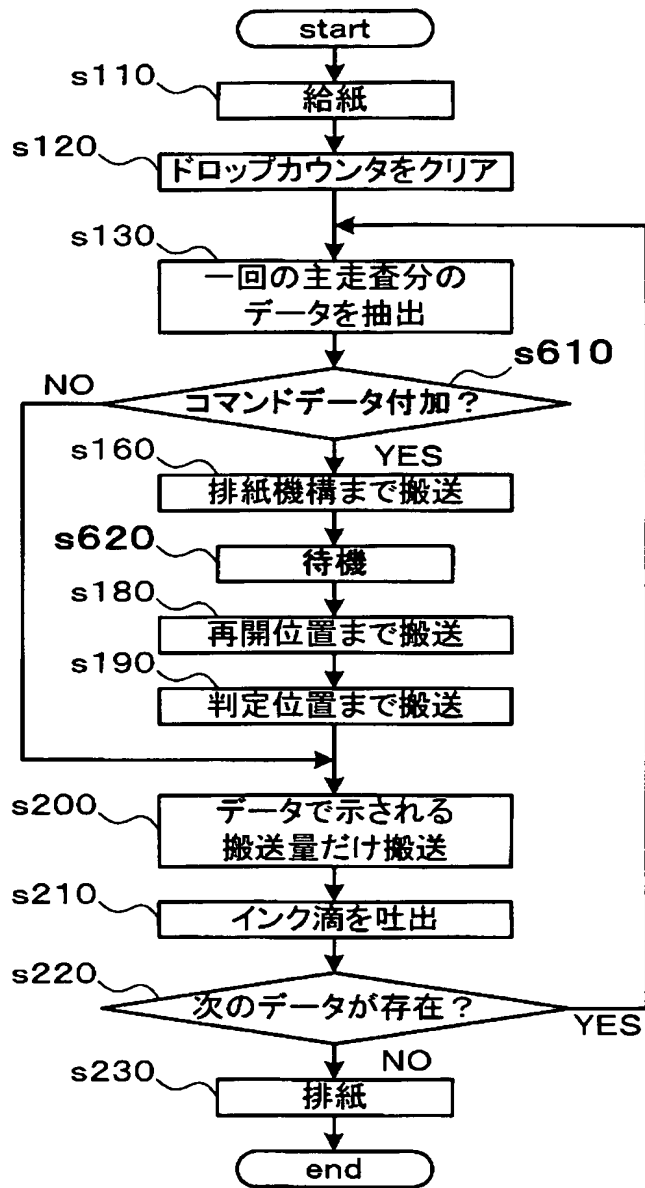 start
s110
給紙
s120
ドロップカウンタをクリア
s130
一回の主走査分の
データを抽出
s610
NO
コマンドデータ付加？
YES
s160
排紙機構まで搬送
s620
待機
s180
再開位置まで搬送
s190
判定位置まで搬送
s200
データで示される
搬送量だけ搬送
s210
インク滴を吐出
s220
次のデータが存在？
YES
NO
s230
排紙
end